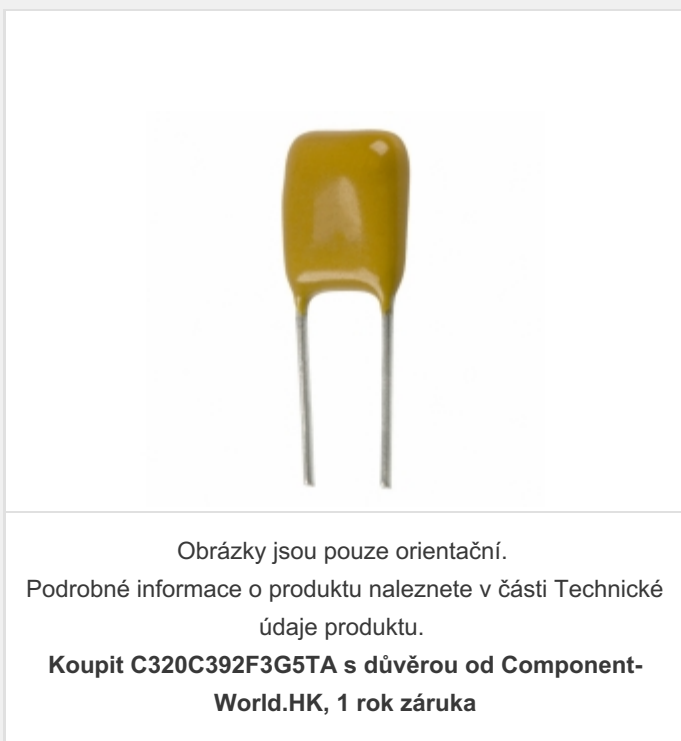 Obrázky jsou pouze orientační.
Podrobné informace o produktu naleznete v části Technické
údaje produktu.
Koupit C320C392F3G5TA s důvěrou od Component-
World.HK, 1 rok záruka